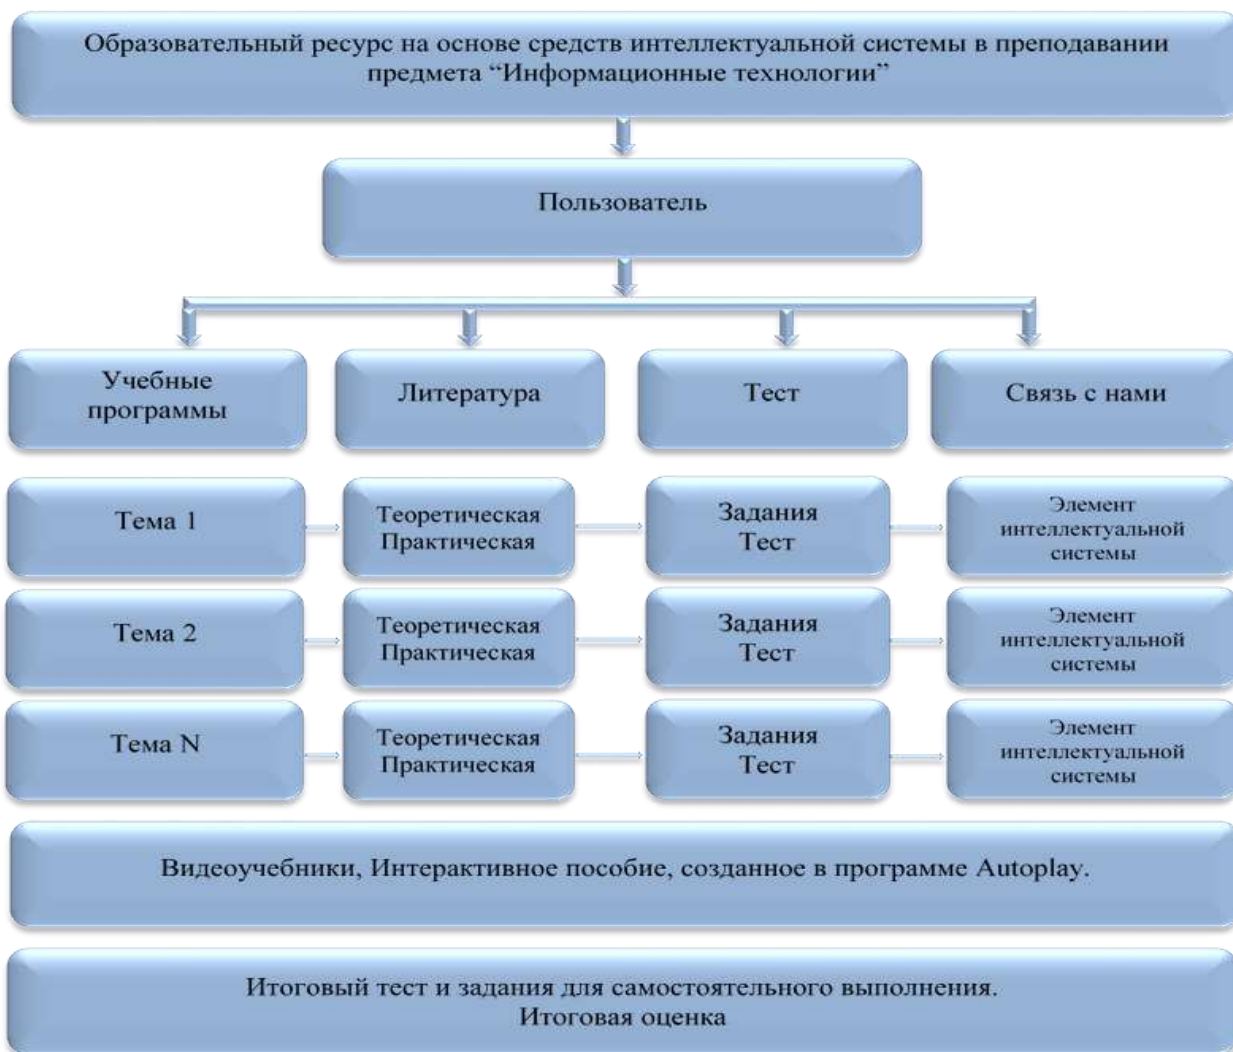 Образовательный ресурс на основе средств интеллектуальной системы в преподавании
предмета “Информационные технологии”
Пользователь
Учебные
программы
Литература
Тест
Связь с нами
Тема 1
Теоретическая
Практическая
Задания
Тест
Элемент
интеллектуальной
системы
Тема 2
Теоретическая
Практическая
Задания
Тест
Элемент
интеллектуальной
системы
Тема N
Теоретическая
Практическая
Задания
Тест
Элемент
интеллектуальной
системы
Видеоучебники, Интерактивное пособие, созданное в программе Autoplay.
Итоговый тест и задания для самостоятельного выполнения.
Итоговая оценка